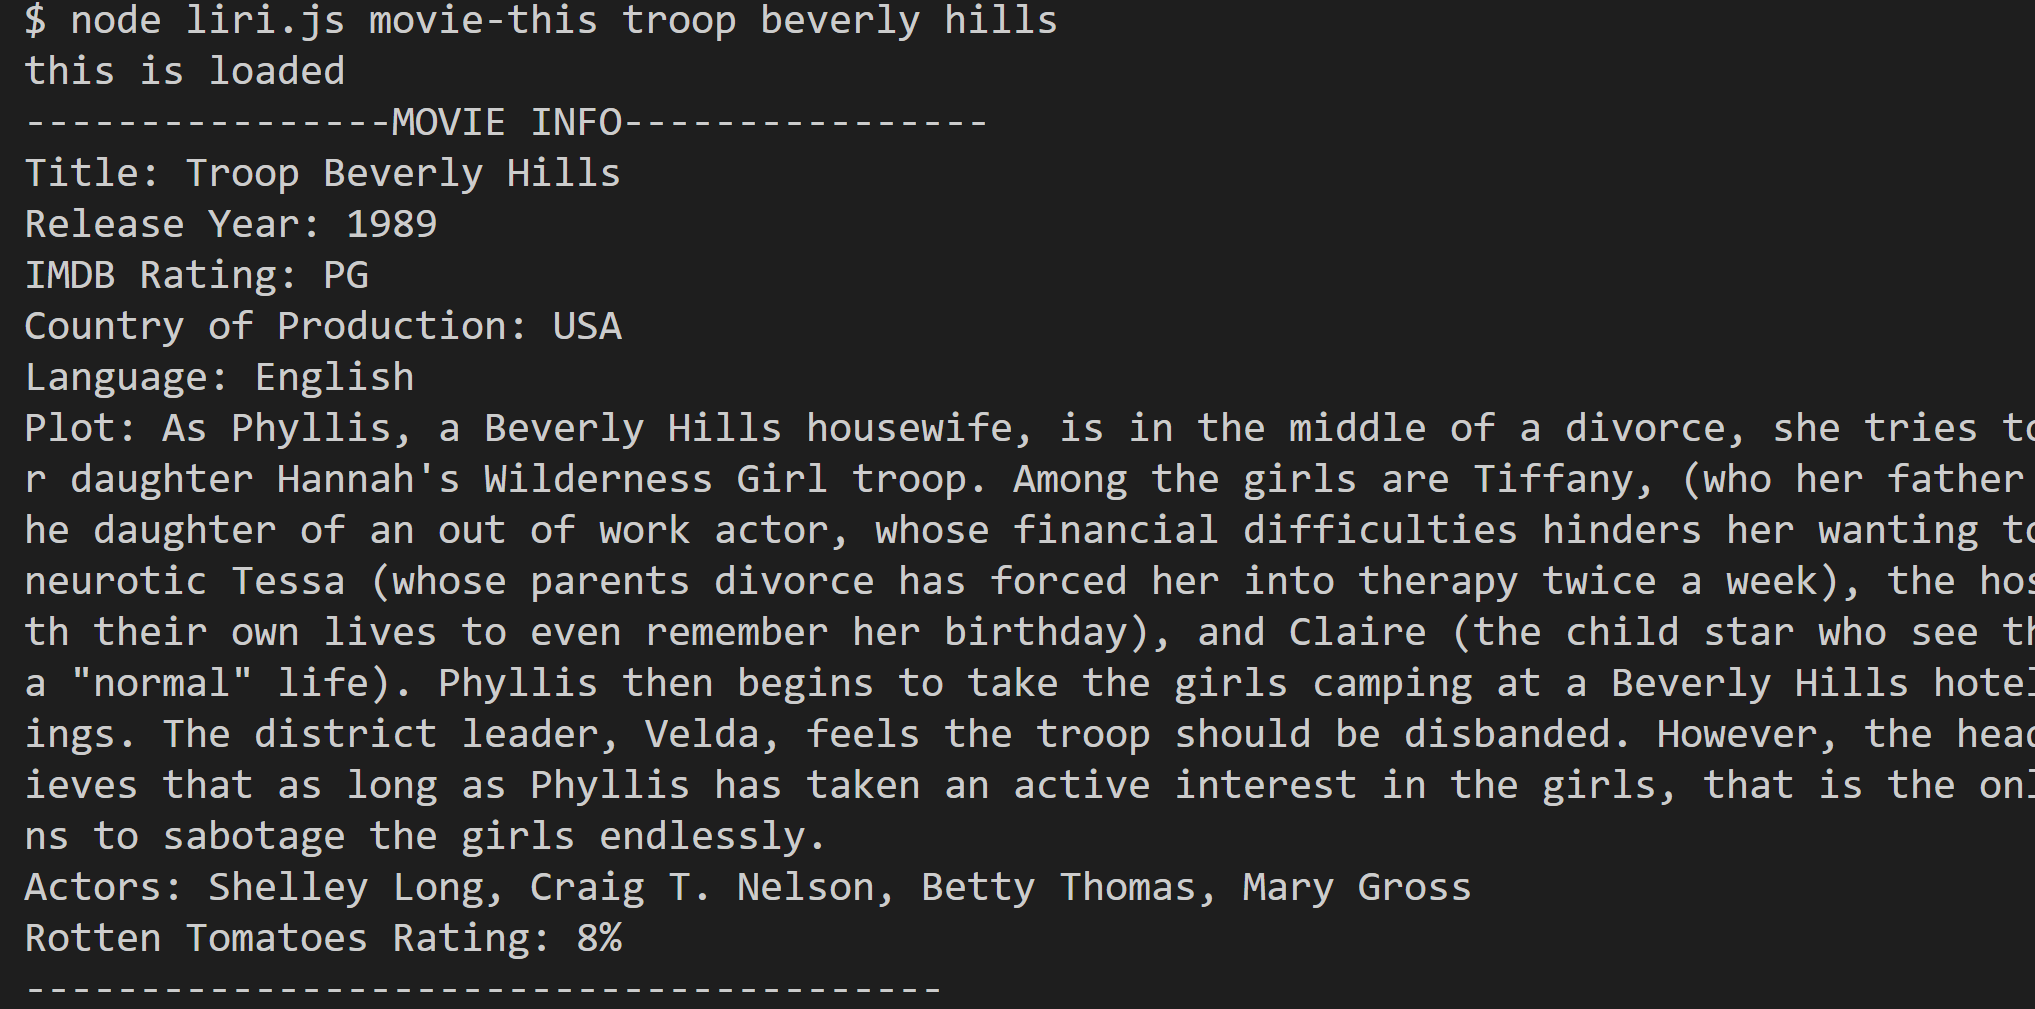 $ node liri.js movie-this troop beverly hills
this is loaded
----------------MOVIE INFO----------------
Title: Troop Beverly Hills
Release Year: 1989
IMDB Rating: PG
Country of Production: USA
Language: English
Plot: As Phyllis, a Beverly Hills housewife, is in the middle of a divorce, she tries to
r daughter Hannah's Wilderness Girl troop. Among the girls are Tiffany, (who her father
he daughter of an out of work actor, whose financial difficulties hinders her wanting to
neurotic Tessa (whose parents divorce has forced her into therapy twice a week), the hos
th their own lives to even remember her birthday), and Claire (the child star who see th
a "normal" life). Phyllis then begins to take the girls camping at a Beverly Hills hotel
ings. The district leader, Velda, feels the troop should be disbanded. However, the head
ieves that as long as Phyllis has taken an active interest in the girls, that is the onl
ns to sabotage the girls endlessly.
Actors: Shelley Long, Craig T. Nelson, Betty Thomas, Mary Gross
Rotten Tomatoes Rating: 8%
----------------------------------------